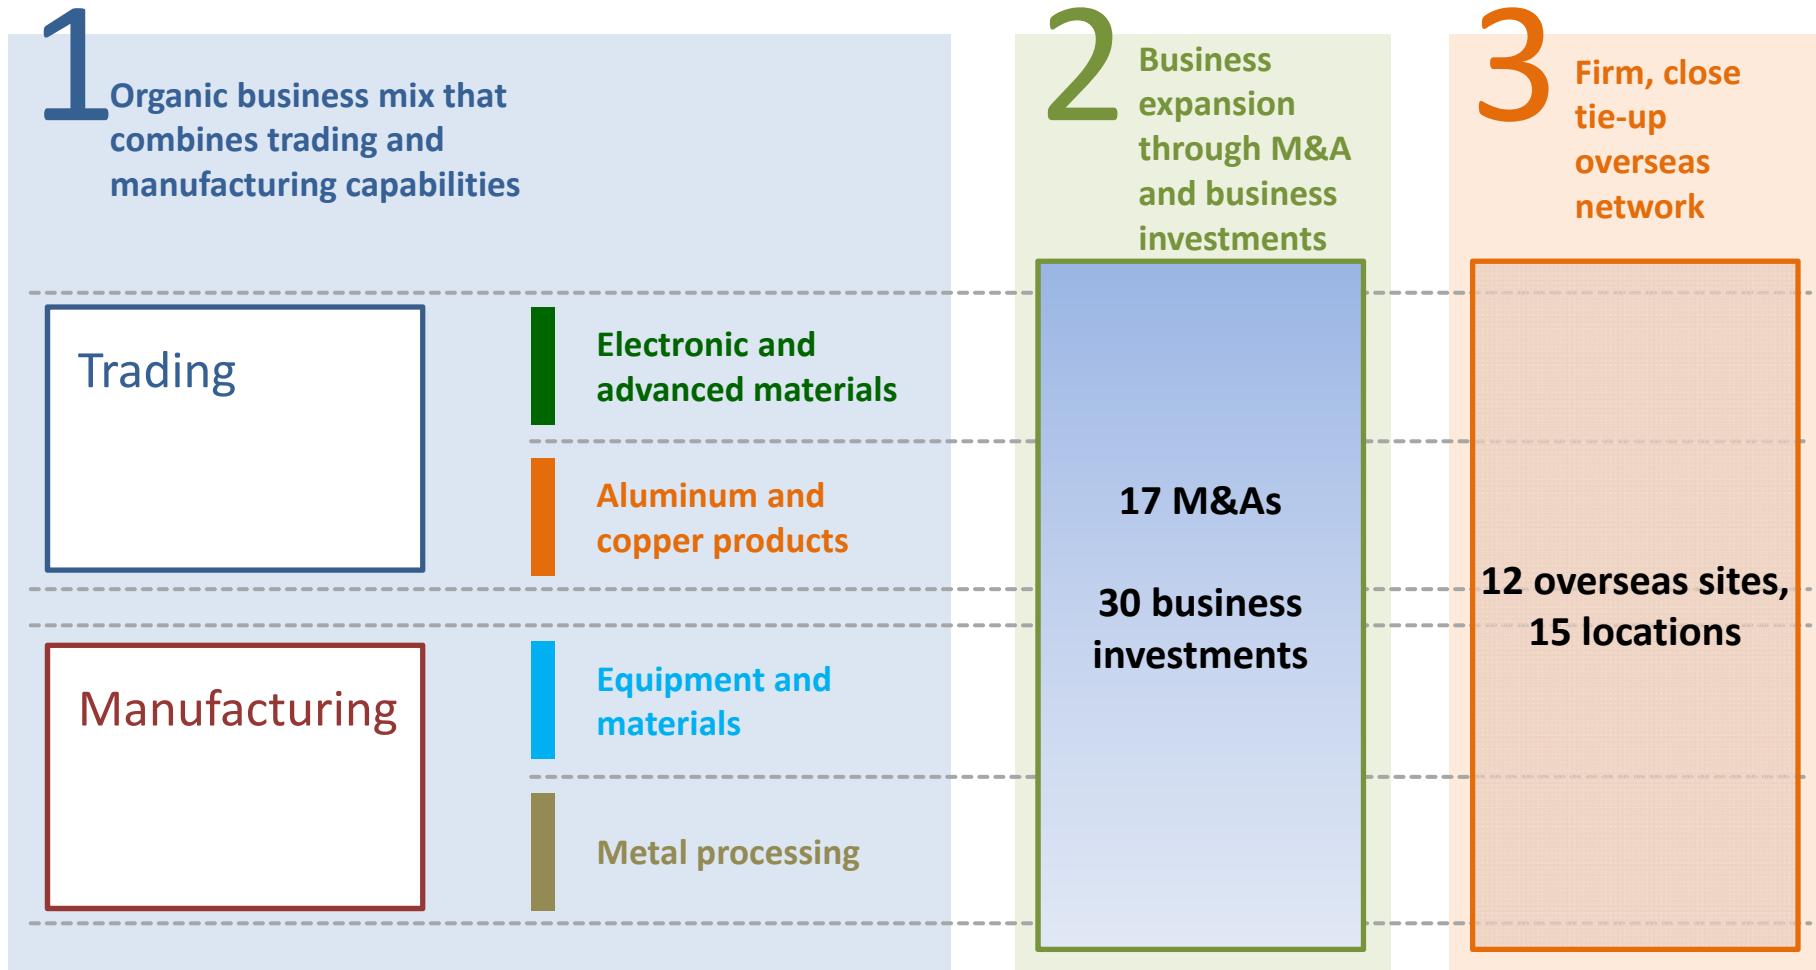 1
Organic business mix that
combines trading and
manufacturing capabilities
2
Business
expansion
through M&A
and business
investments
3
Firm, close
tie-up
overseas
network
Trading
Electronic and
advanced materials
Aluminum and
copper products
Manufacturing
Equipment and
materials
Metal processing
17 M&As
30 business
investments
12 overseas sites,
15 locations